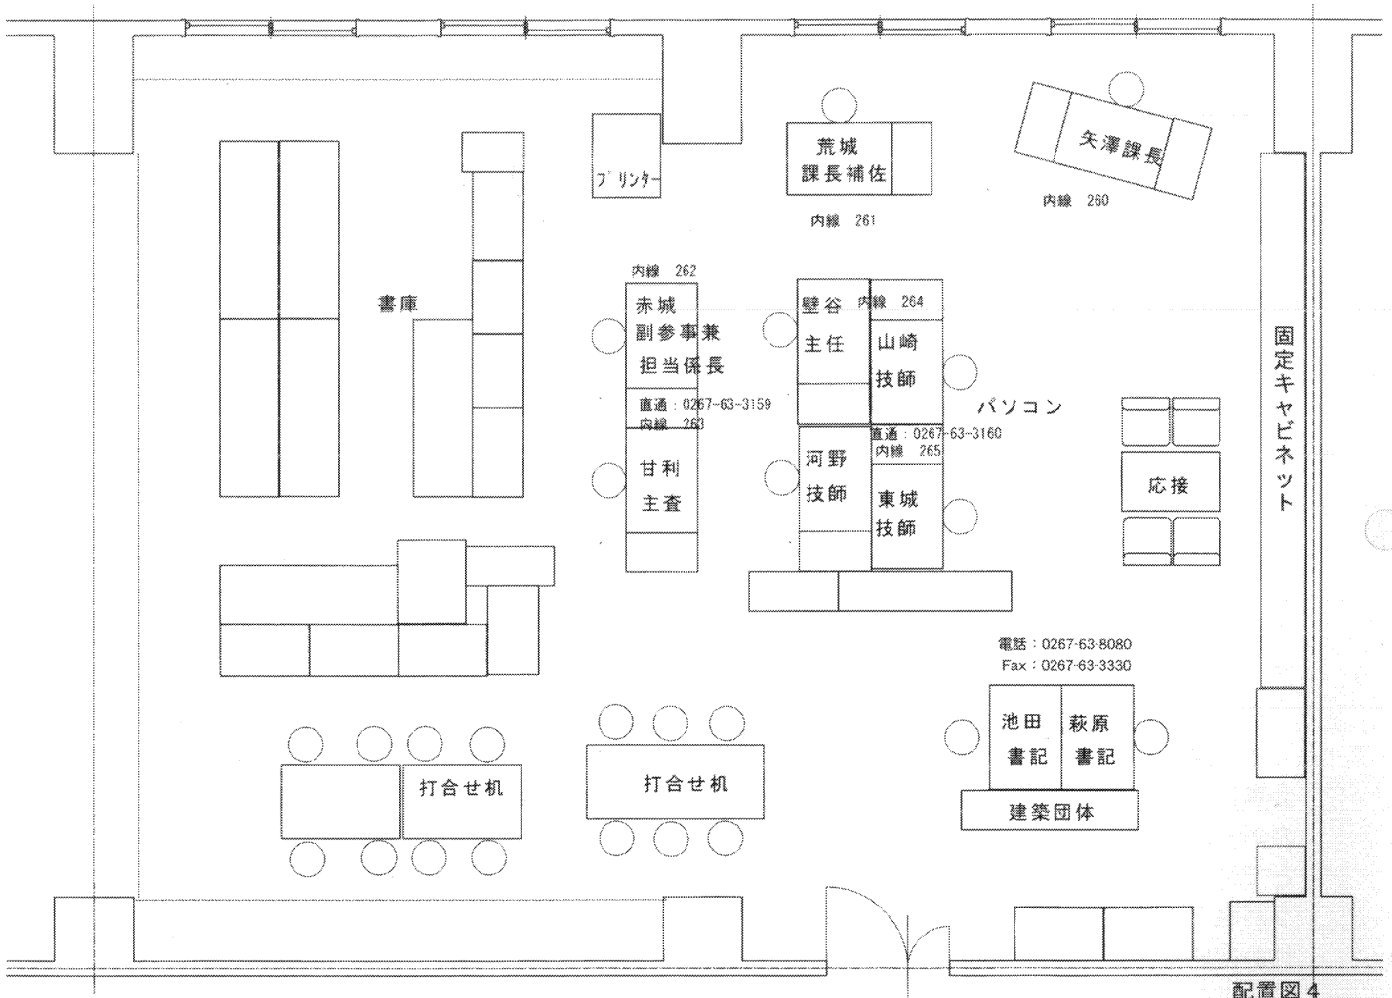 プリンター
荒城
課長補佐
内線 261
矢澤課長
内線 260
書庫
内線 262
赤城
副参事兼
担当係長
直通：0267-63-3159
内線 263
甘利
主査
壁谷
主任
内線 264
山崎
技師
直通：0267-63-3160
内線 265
河野
技師
東城
技師
パソコン
応接
固定キャビネット
電話：0267-63-8080
Fax：0267-63-3330
池田
書記
萩原
書記
建築団体
打合せ机
打合せ机
配置図4